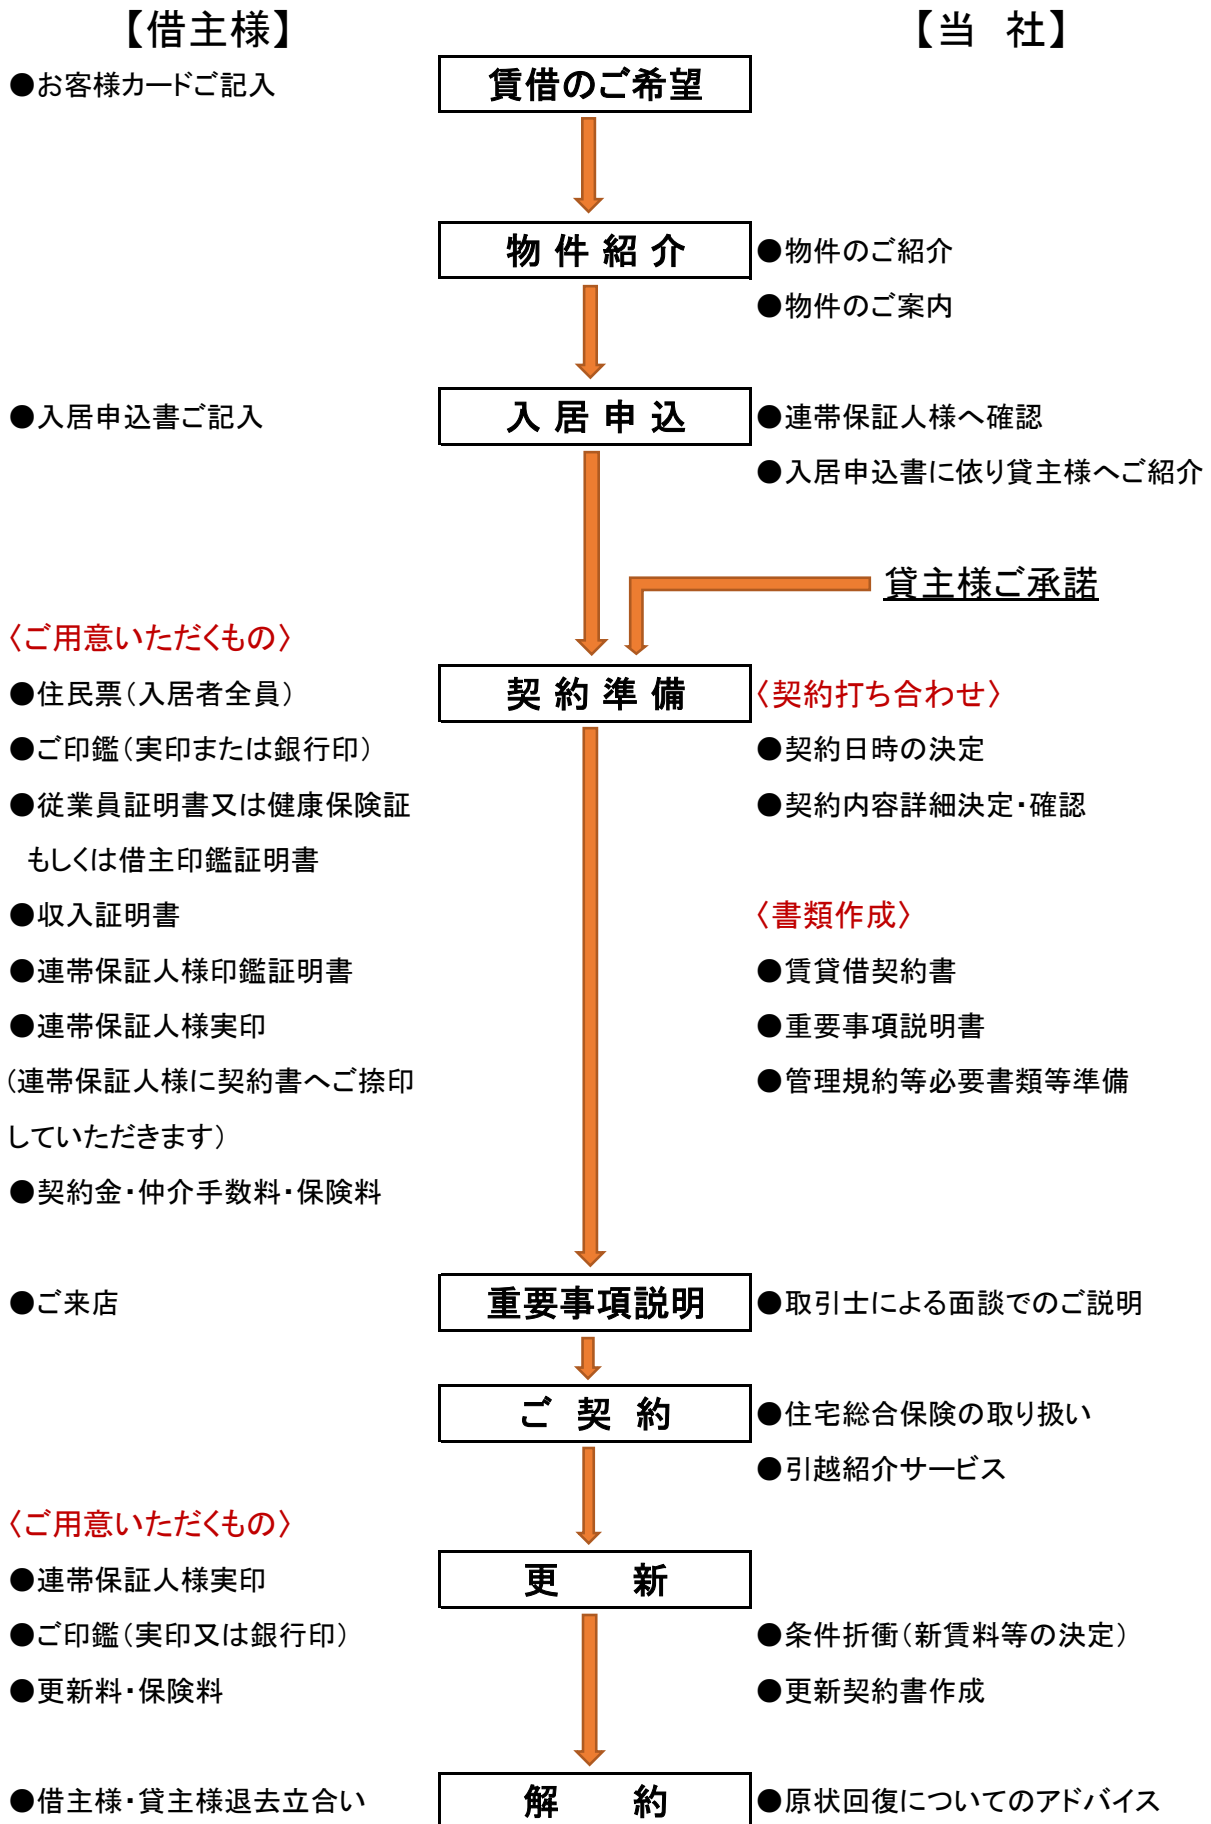 【借主様】
【当　社】
●お客様カードご記入
賃借のご希望
物 件 紹 介
●物件のご紹介
●物件のご案内
●入居申込書ご記入
入 居 申 込
●連帯保証人様へ確認
●入居申込書に依り貸主様へご紹介
貸主様ご承諾
〈ご用意いただくもの〉
●住民票（入居者全員）
契 約 準 備
〈契約打ち合わせ〉
●ご印鑑（実印または銀行印）
●契約日時の決定
●従業員証明書又は健康保険証
●契約内容詳細決定・確認
もしくは借主印鑑証明書
●収入証明書
〈書類作成〉
●連帯保証人様印鑑証明書
●賃貸借契約書
●連帯保証人様実印
●重要事項説明書
（連帯保証人様に契約書へご捺印
●管理規約等必要書類等準備
していただきます）
●契約金・仲介手数料・保険料
●ご来店
重要事項説明
●取引士による面談でのご説明
ご　契　約
●住宅総合保険の取り扱い
●引越紹介サービス
〈ご用意いただくもの〉
●連帯保証人様実印
更　　新
●ご印鑑（実印又は銀行印）
●条件折衝（新賃料等の決定）
●更新料・保険料
●更新契約書作成
●借主様・貸主様退去立合い
解　　約
●原状回復についてのアドバイス